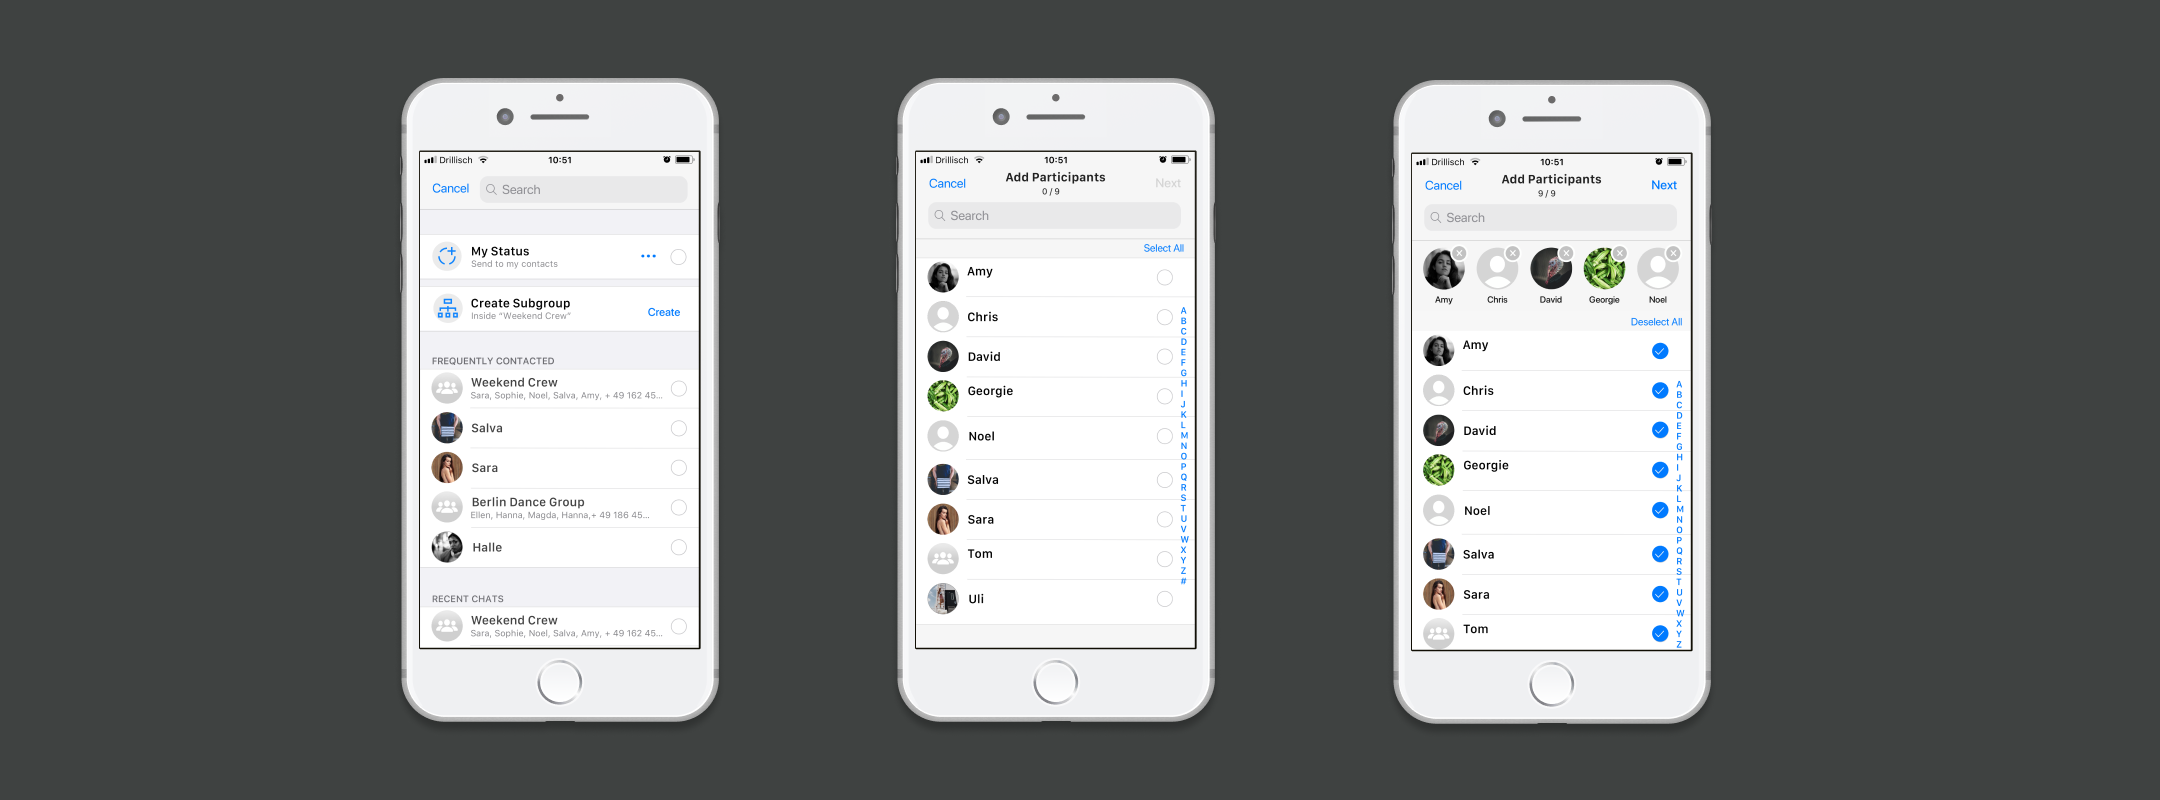 Drillisch
10:51
Cancel
Search
My Status
Send to my contacts
Create Subgroup
Inside "Weekend Crew"
Create
FREQUENTLY CONTACTED
Weekend Crew
Sara, Sophie, Noel, Salva, Amy, + 49 162 45...
Salva
Sara
Berlin Dance Group
Ellen, Hanna, Magda, Hanna,+ 49 186 45...
Halle
RECENT CHATS
Weekend Crew
Sara, Sophie, Noel, Salva, Amy, + 49 162 45...
Drillisch
10:51
Cancel
Add Participants
0 / 9
Next
Search
Select All
Amy
Chris
David
Georgie
Noel
Salva
Sara
Tom
Uli
A
B
C
D
E
F
G
H
I
J
K
L
M
N
O
P
Q
R
S
T
U
V
W
X
Y
Z
#
Drillisch
10:51
Cancel
Add Participants
9 / 9
Next
Search
Amy Chris David Georgie Noel
Deselect All
Amy
Chris
David
Georgie
Noel
Salva
Sara
Tom
A
B
C
D
E
F
G
H
I
J
K
L
M
N
O
P
Q
R
S
T
U
V
W
X
Y
Z